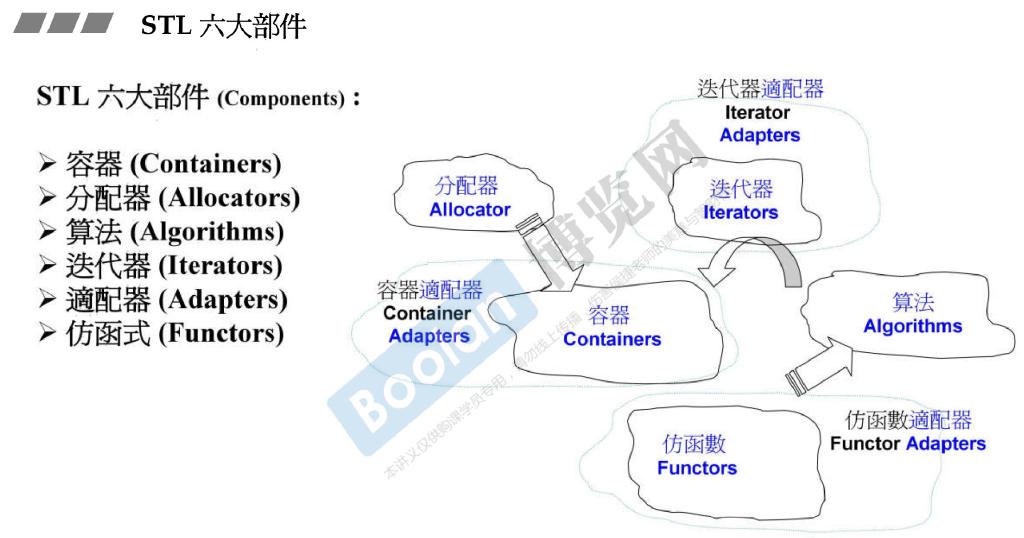 STL 六大部件
STL 六大部件 (Components) :
➤ 容器 (Containers)
➤ 分配器 (Allocators)
➤ 算法 (Algorithms)
➤ 迭代器 (Iterators)
➤ 適配器 (Adapters)
➤ 仿函式 (Functors)
迭代器適配器
Iterator
Adapters
分配器
Allocator
迭代器
Iterators
容器適配器
Container
Adapters
容器
Containers
算法
Algorithms
仿函數
Functors
仿函數適配器
Functor Adapters
Boolan 博览网
本讲义仅供购课学员专用，请勿线上传播